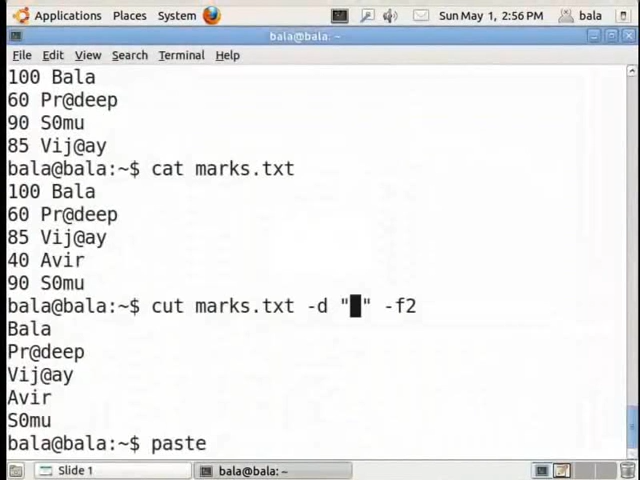 Applications Places System Sun May 1, 2:56 PM bala
bala@bala: ~
File Edit View Search Terminal Help
100 Bala
60 Pr@deep
90 S0mu
85 Vij@ay
bala@bala:~$ cat marks.txt
100 Bala
60 Pr@deep
85 Vij@ay
40 Avir
90 S0mu
bala@bala:~$ cut marks.txt -d " " -f2
Bala
Pr@deep
Vij@ay
Avir
S0mu
bala@bala:~$ paste
Slide 1 bala@bala: ~